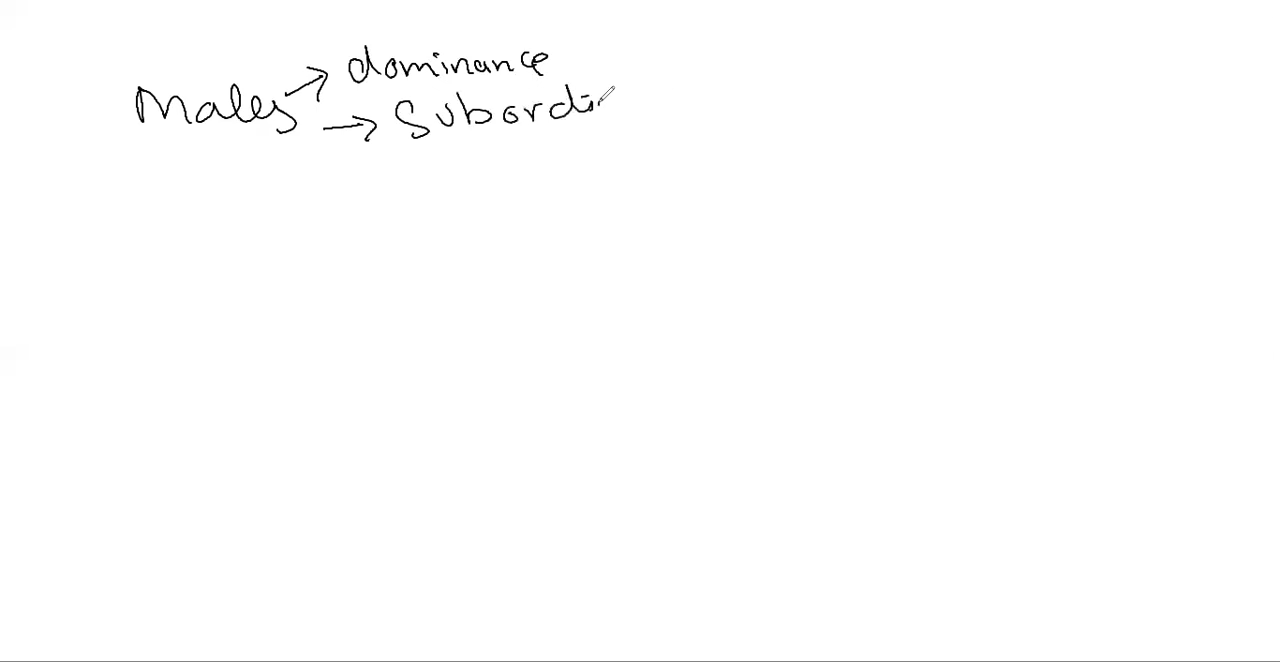 Males → dominance
→ Subordi